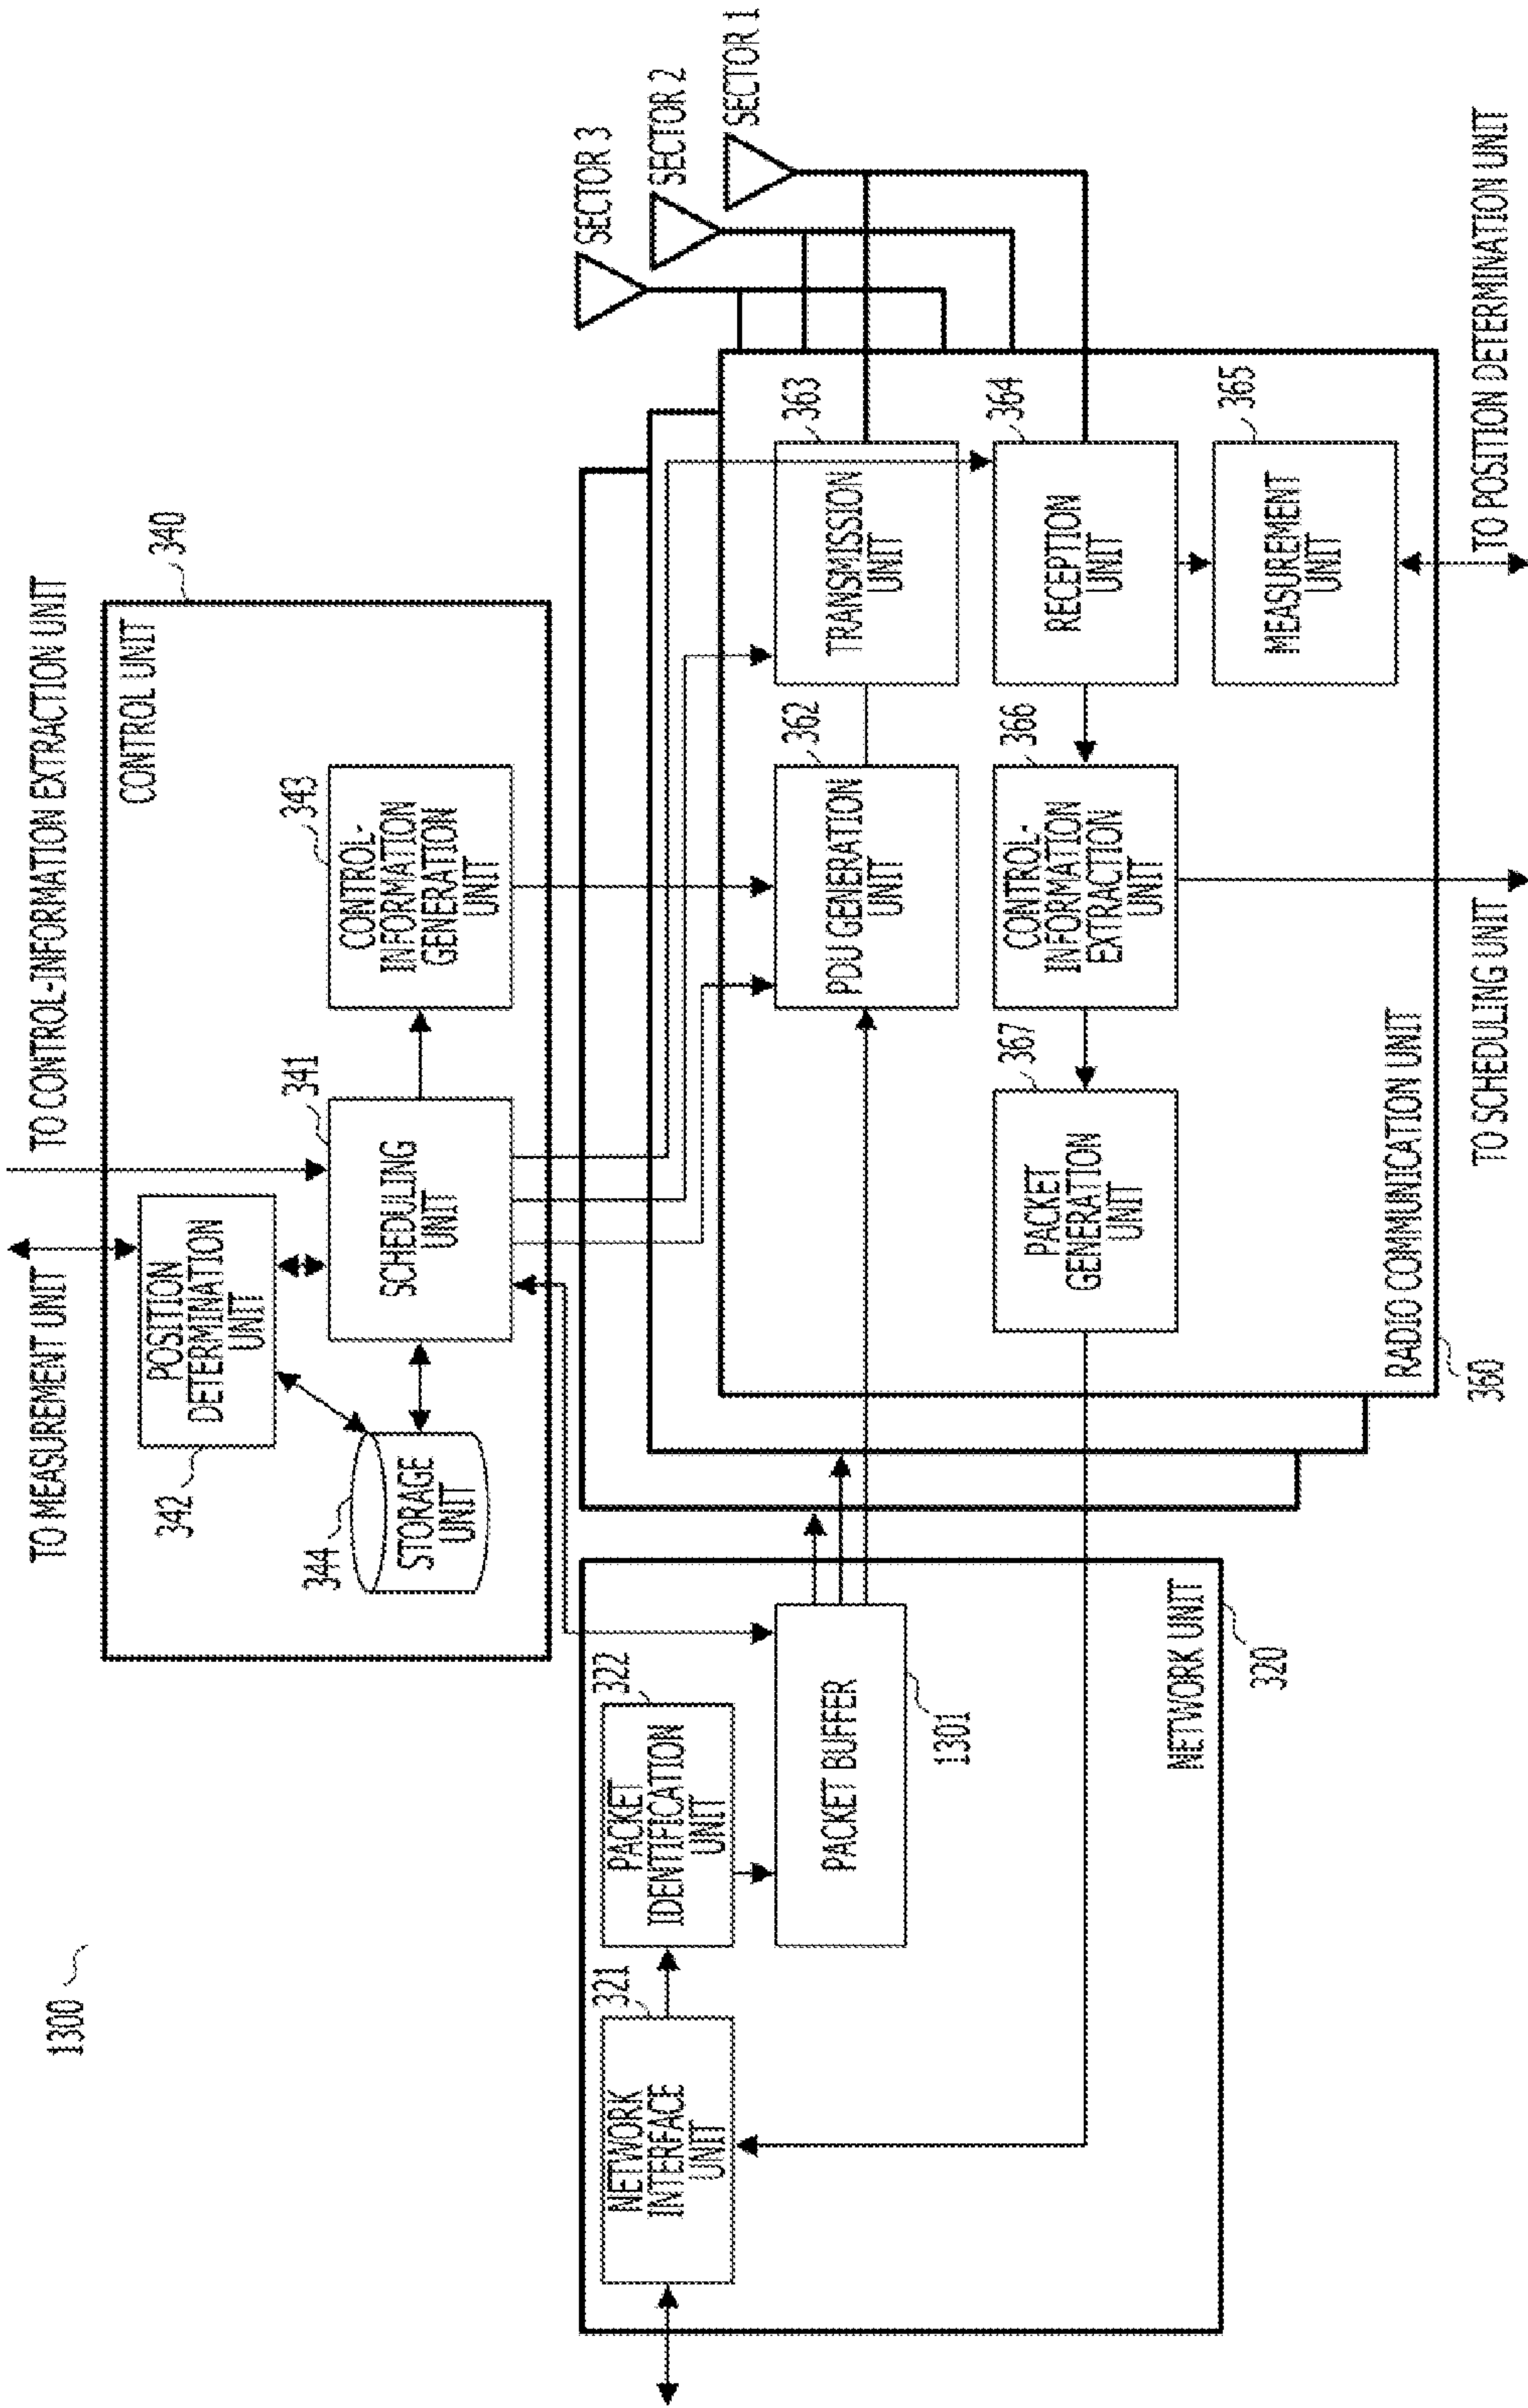 1300
TO MEASUREMENT UNIT
TO CONTROL-INFORMATION EXTRACTION UNIT
340
CONTROL UNIT
342
POSITION
DETERMINATION
UNIT
344
STORAGE
UNIT
341
SCHEDULING
UNIT
343
CONTROL-
INFORMATION
GENERATION
UNIT
SECTOR 3
SECTOR 2
SECTOR 1
321
NETWORK
INTERFACE
UNIT
322
PACKET
IDENTIFICATION
UNIT
PACKET BUFFER
1301
NETWORK UNIT
320
362
PDU GENERATION
UNIT
363
TRANSMISSION
UNIT
367
PACKET
GENERATION
UNIT
366
CONTROL-
INFORMATION
EXTRACTION
UNIT
364
RECEPTION
UNIT
365
MEASUREMENT
UNIT
RADIO COMMUNICATION UNIT
360
TO SCHEDULING UNIT
TO POSITION DETERMINATION UNIT